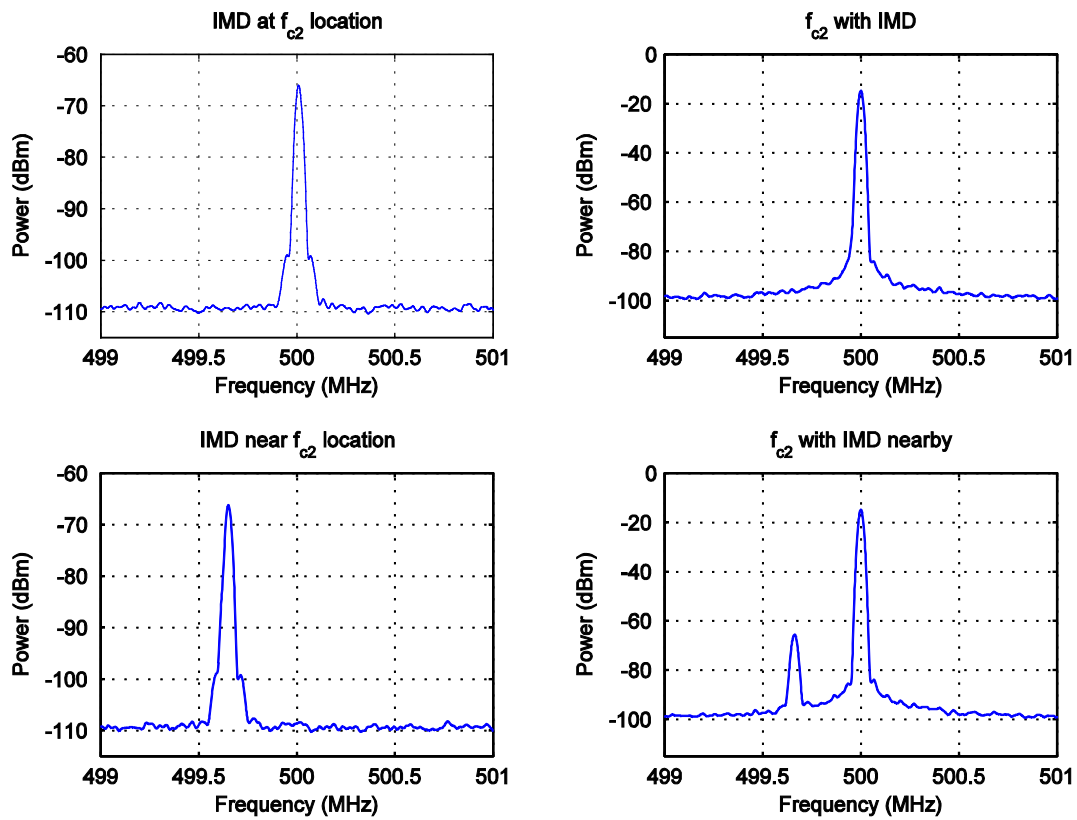 IMD at fc2 location
-60
-70
-80
-90
-100
-110
Power (dBm)
499 499.5 500 500.5 501
Frequency (MHz)
fc2 with IMD
0
-20
-40
-60
-80
-100
Power (dBm)
499 499.5 500 500.5 501
Frequency (MHz)
IMD near fc2 location
-60
-70
-80
-90
-100
-110
Power (dBm)
499 499.5 500 500.5 501
Frequency (MHz)
fc2 with IMD nearby
0
-20
-40
-60
-80
-100
Power (dBm)
499 499.5 500 500.5 501
Frequency (MHz)